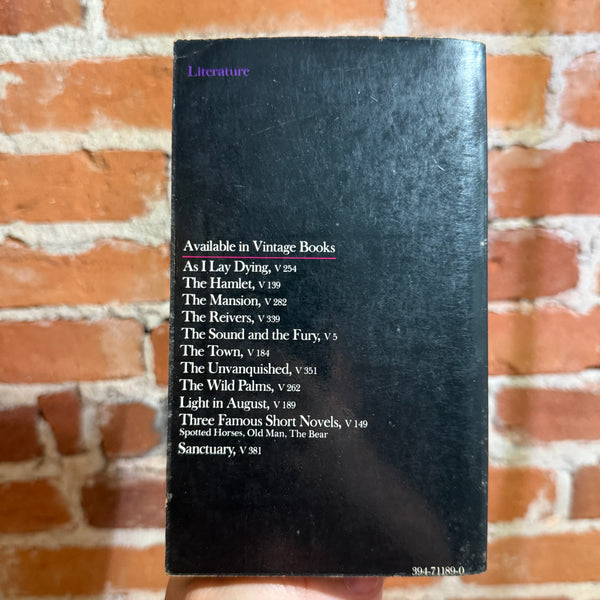 Literature
Available in Vintage Books
As I Lay Dying, V 254
The Hamlet, V 139
The Mansion, V 282
The Reivers, V 339
The Sound and the Fury, V 5
The Town, V 184
The Unvanquished, V 351
The Wild Palms, V 262
Light in August, V 189
Three Famous Short Novels, V 149
Spotted Horses, Old Man, The Bear
Sanctuary, V 381
394-71189-0